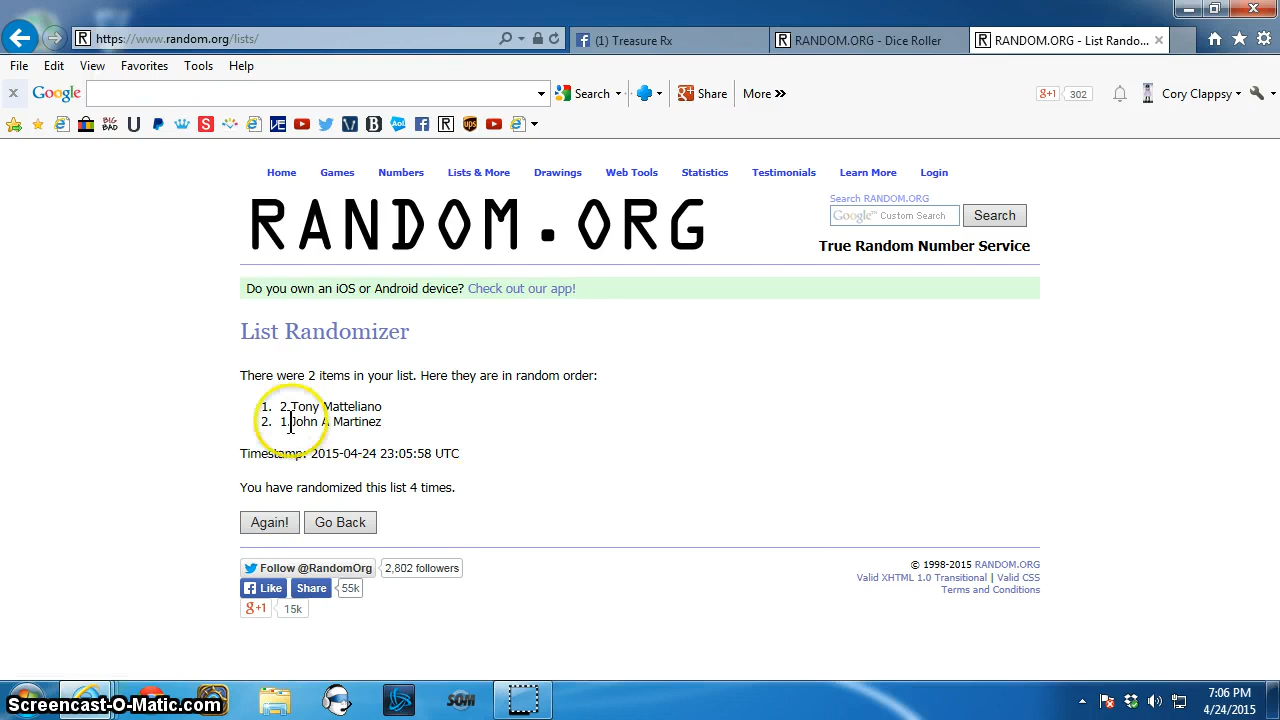 https://www.random.org/lists/
(1) Treasure Rx
RANDOM.ORG - Dice Roller
RANDOM.ORG - List Rando...
File Edit View Favorites Tools Help
Google
Search
Share
More »
g+1 302
Cory Clappsy
BIG BAD
U
S
VE
V
B
Aol.
R
ups
Home Games Numbers Lists & More Drawings Web Tools Statistics Testimonials Learn More Login
RANDOM.ORG
Search RANDOM.ORG
Google™ Custom Search
Search
True Random Number Service
Do you own an iOS or Android device? Check out our app!
List Randomizer
There were 2 items in your list. Here they are in random order:
1. 2.Tony Matteliano
2. 1.John A Martinez
Timestamp: 2015-04-24 23:05:58 UTC
You have randomized this list 4 times.
Again! Go Back
Follow @RandomOrg 2,802 followers
Like Share 55k
g+1 15k
© 1998-2015 RANDOM.ORG
Valid XHTML 1.0 Transitional | Valid CSS
Terms and Conditions
SOM
Screencast-O-Matic.com
7:06 PM
4/24/2015